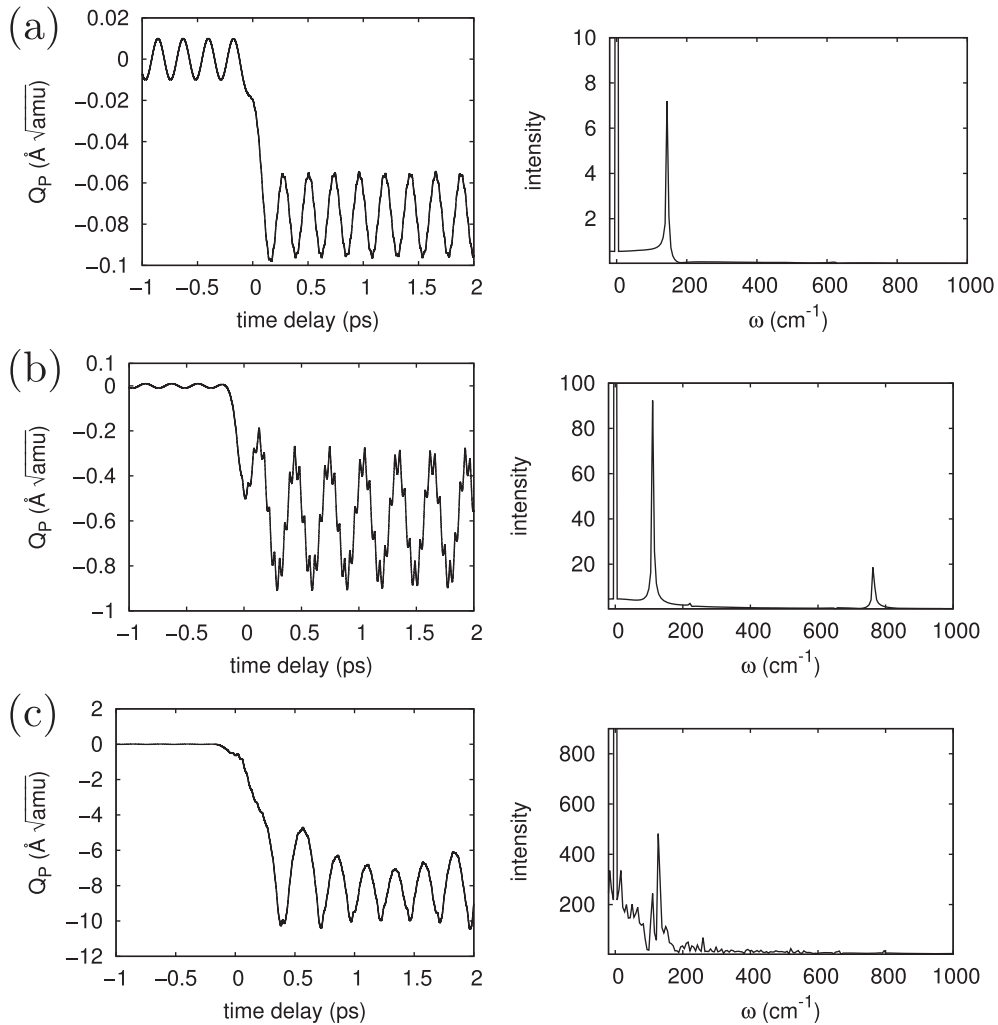 (a)
Q_P (Å √amu)
0.02
0
−0.02
−0.04
−0.06
−0.08
−0.1
−1 −0.5 0 0.5 1 1.5 2
time delay (ps)
intensity
10
8
6
4
2
0 200 400 600 800 1000
ω (cm⁻¹)
(b)
Q_P (Å √amu)
0.1
0
−0.2
−0.4
−0.6
−0.8
−1
−1 −0.5 0 0.5 1 1.5 2
time delay (ps)
intensity
100
80
60
40
20
0 200 400 600 800 1000
ω (cm⁻¹)
(c)
Q_P (Å √amu)
2
0
−2
−4
−6
−8
−10
−12
−1 −0.5 0 0.5 1 1.5 2
time delay (ps)
intensity
800
600
400
200
0 200 400 600 800 1000
ω (cm⁻¹)